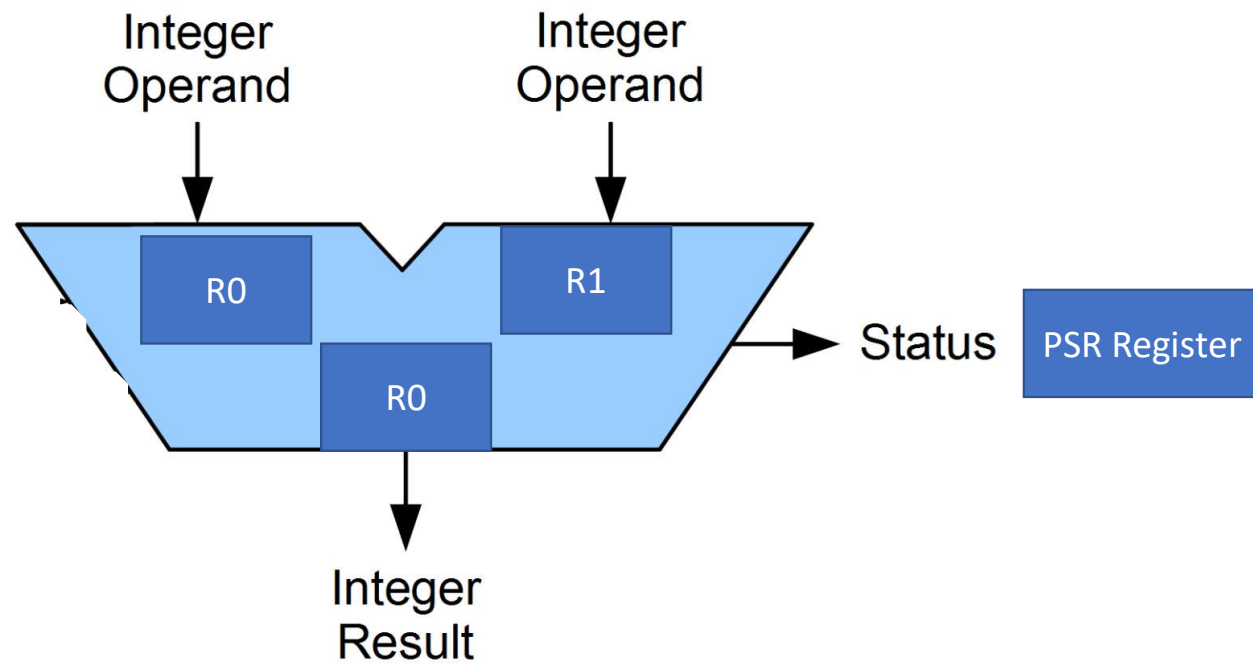 Integer
Operand
Integer
Operand
R0
R1
R0
Status
PSR Register
Integer
Result